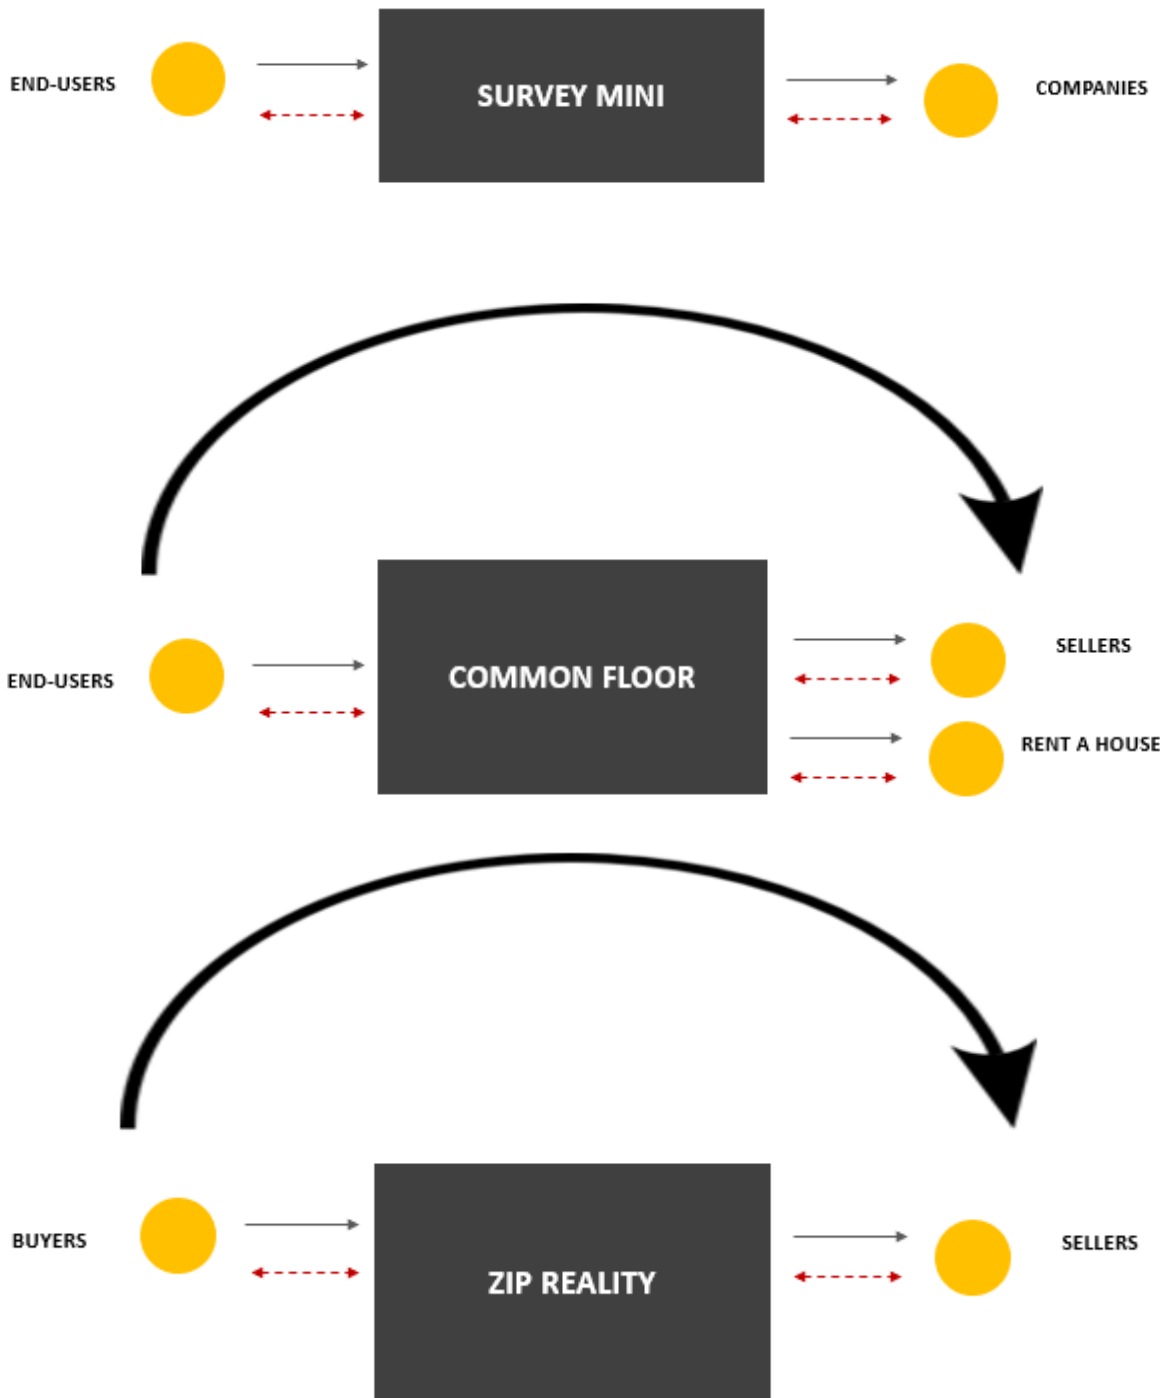 END-USERS
SURVEY MINI
COMPANIES
END-USERS
COMMON FLOOR
SELLERS
RENT A HOUSE
BUYERS
ZIP REALITY
SELLERS